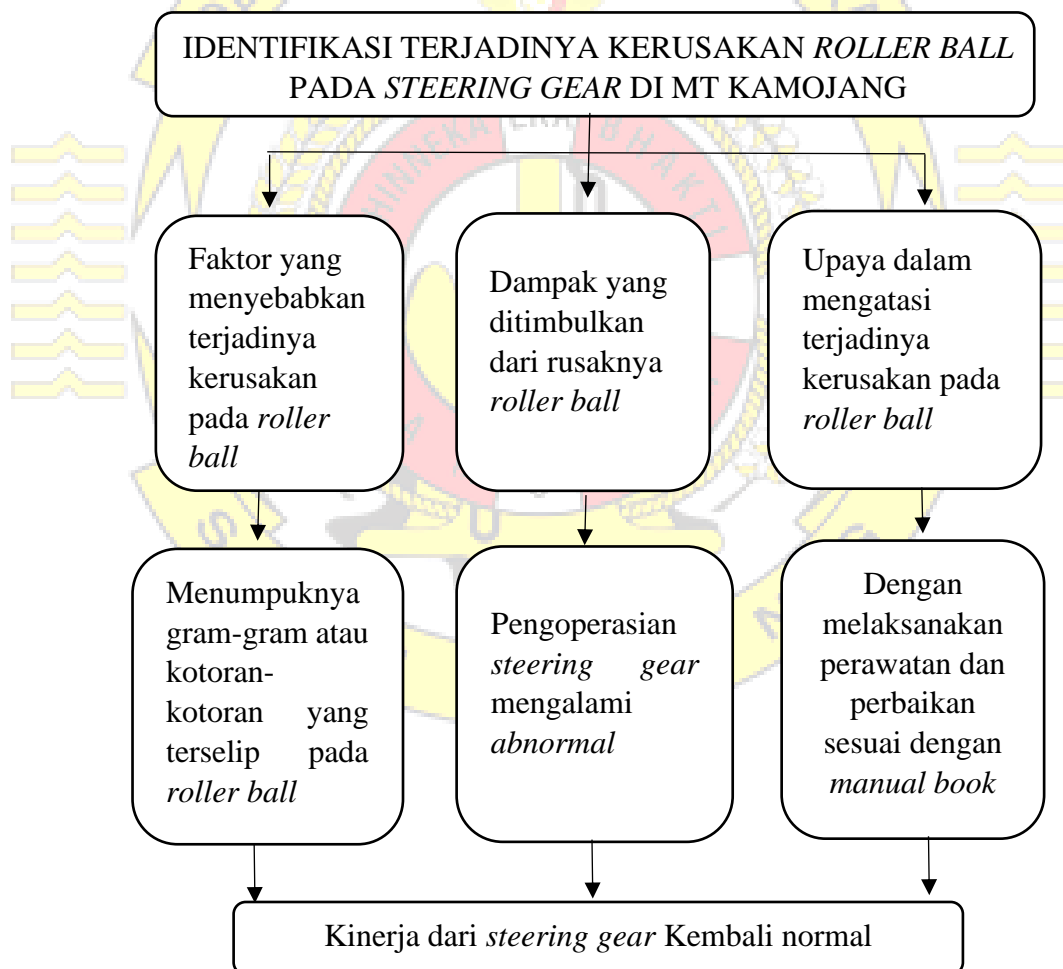 IDENTIFIKASI TERJADINYA KERUSAKAN ROLLER BALL
PADA STEERING GEAR DI MT KAMOJANG
Faktor yang
menyebabkan
terjadinya
kerusakan
pada roller
ball
Dampak yang
ditimbulkan
dari rusaknya
roller ball
Upaya dalam
mengatasi
terjadinya
kerusakan pada
roller ball
Menumpuknya
gram-gram atau
kotoran-
kotoran yang
terselip pada
roller ball
Pengoperasian
steering gear
mengalami
abnormal
Dengan
melaksanakan
perawatan dan
perbaikan
sesuai dengan
manual book
Kinerja dari steering gear Kembali normal